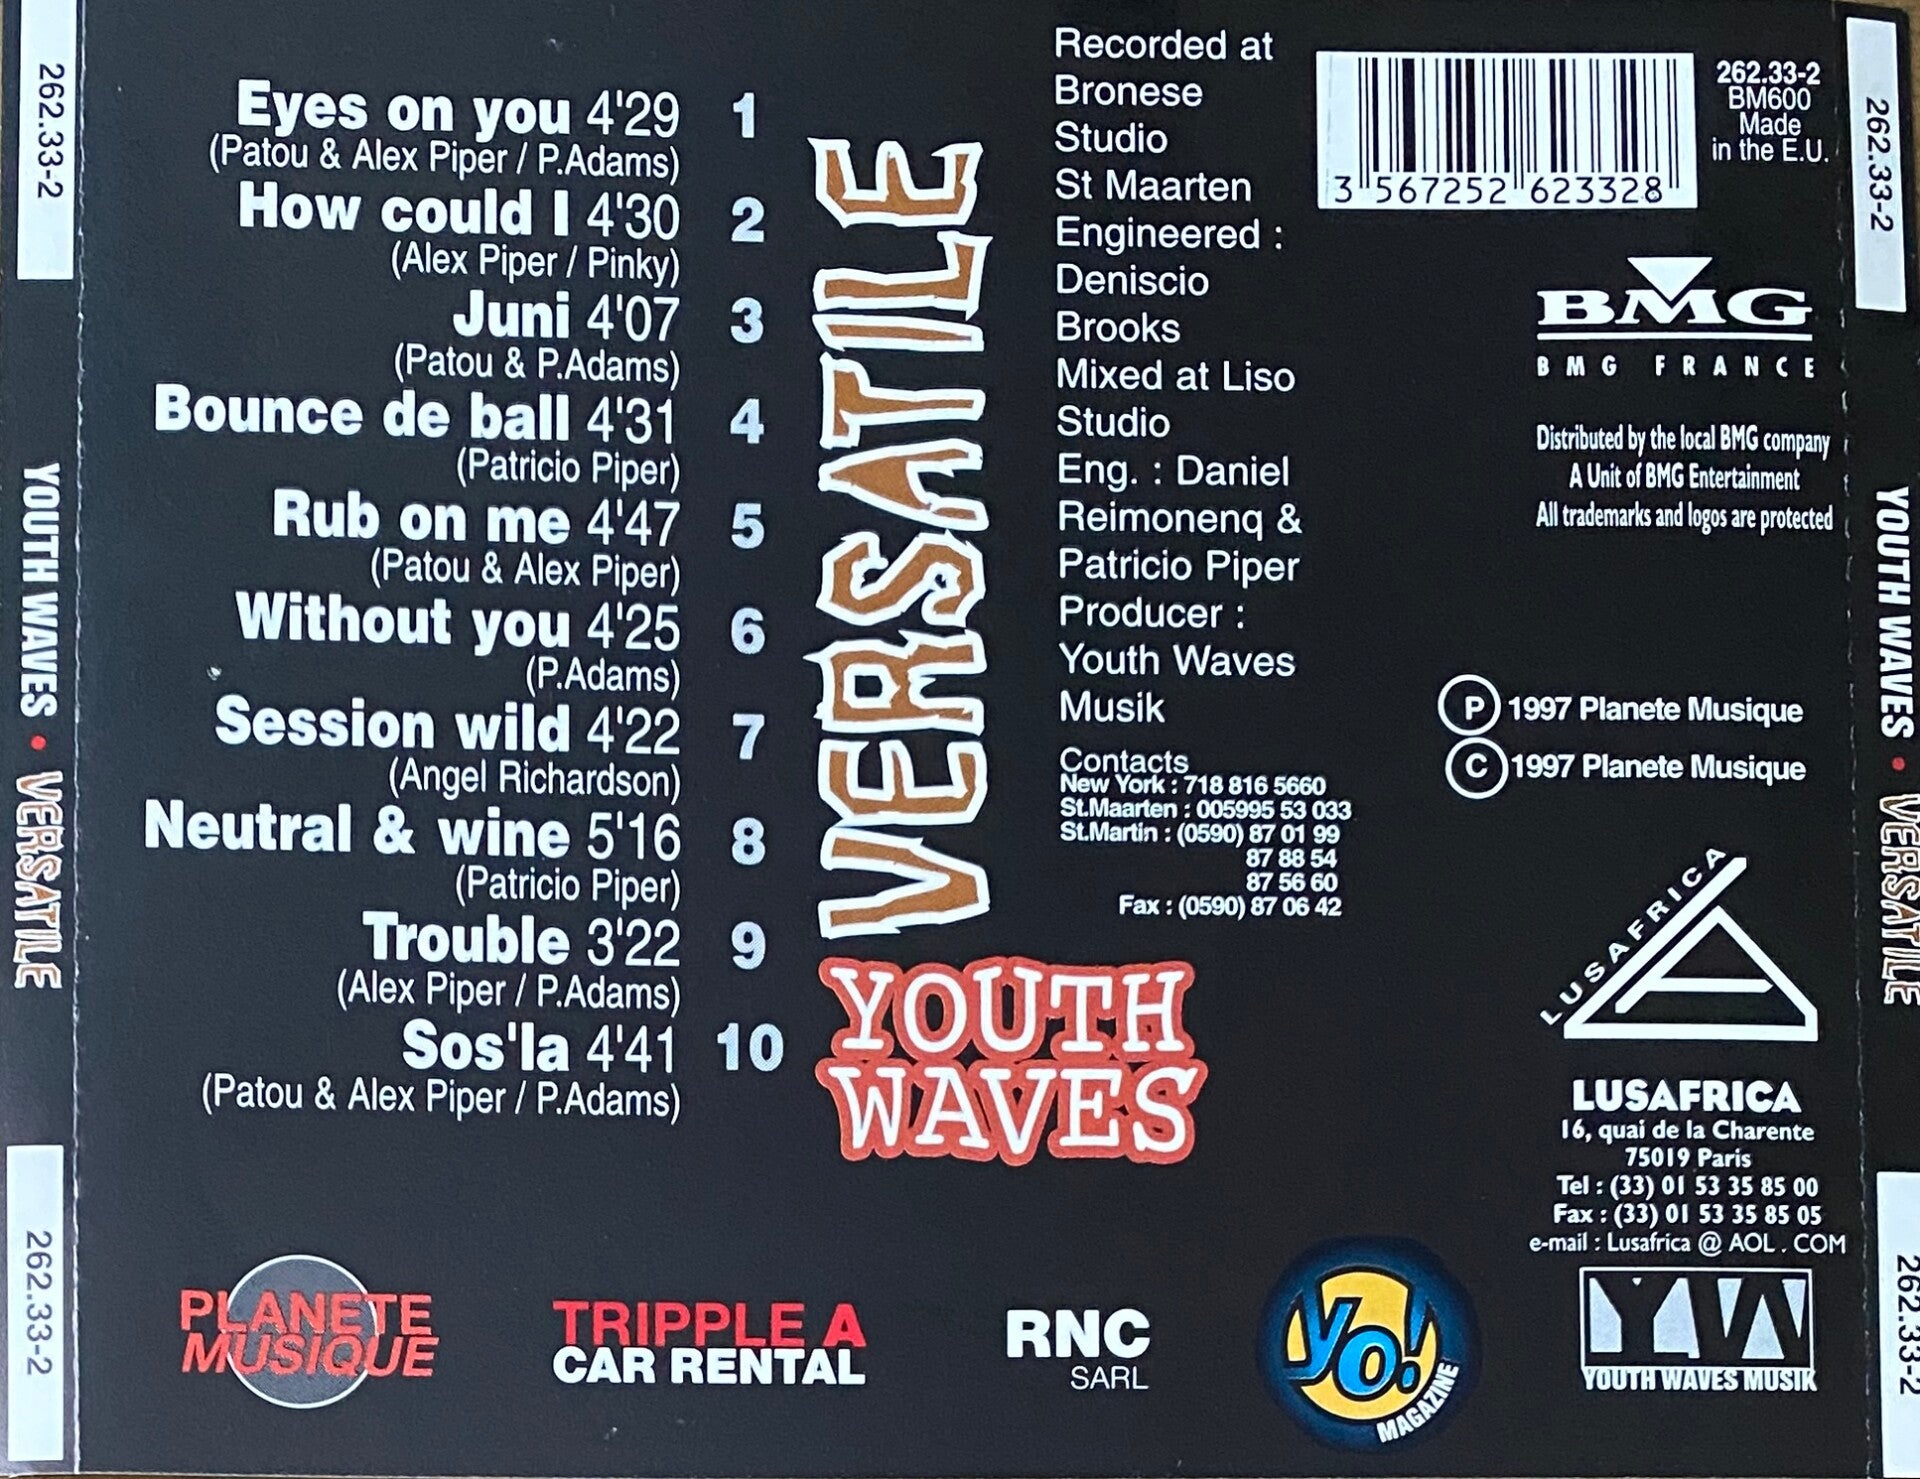 262.33-2
YOUTH WAVES • VERSATILE
262.33-2
Eyes on you 4'29 1
(Patou & Alex Piper / P.Adams)
How could I 4'30 2
(Alex Piper / Pinky)
Juni 4'07 3
(Patou & P.Adams)
Bounce de ball 4'31 4
(Patricio Piper)
Rub on me 4'47 5
(Patou & Alex Piper)
Without you 4'25 6
(P.Adams)
Session wild 4'22 7
(Angel Richardson)
Neutral & wine 5'16 8
(Patricio Piper)
Trouble 3'22 9
(Alex Piper / P.Adams)
Sos'la 4'41 10
(Patou & Alex Piper / P.Adams)
VERSATILE
YOUTH
WAVES
Recorded at
Bronese
Studio
St Maarten
Engineered :
Deniscio
Brooks
Mixed at Liso
Studio
Eng. : Daniel
Reimonenq &
Patricio Piper
Producer :
Youth Waves
Musik
Contacts
New York : 718 816 5660
St.Maarten : 005995 53 033
St.Martin : (0590) 87 01 99
87 88 54
87 56 60
Fax : (0590) 87 06 42
3 567252 623328
262.33-2
BM600
Made
in the E.U.
BMG
BMG FRANCE
Distributed by the local BMG company
A Unit of BMG Entertainment
All trademarks and logos are protected
Ⓟ 1997 Planete Musique
Ⓒ 1997 Planete Musique
LUSAFRICA
LUSAFRICA
16, quai de la Charente
75019 Paris
Tel : (33) 01 53 35 85 00
Fax : (33) 01 53 35 85 05
e-mail : Lusafrica @ AOL . COM
PLANETE
MUSIQUE
TRIPPLE A
CAR RENTAL
RNC
SARL
yo!
MAGAZINE
YW
YOUTH WAVES MUSIK
262.33-2
YOUTH WAVES • VERSATILE
262.33-2